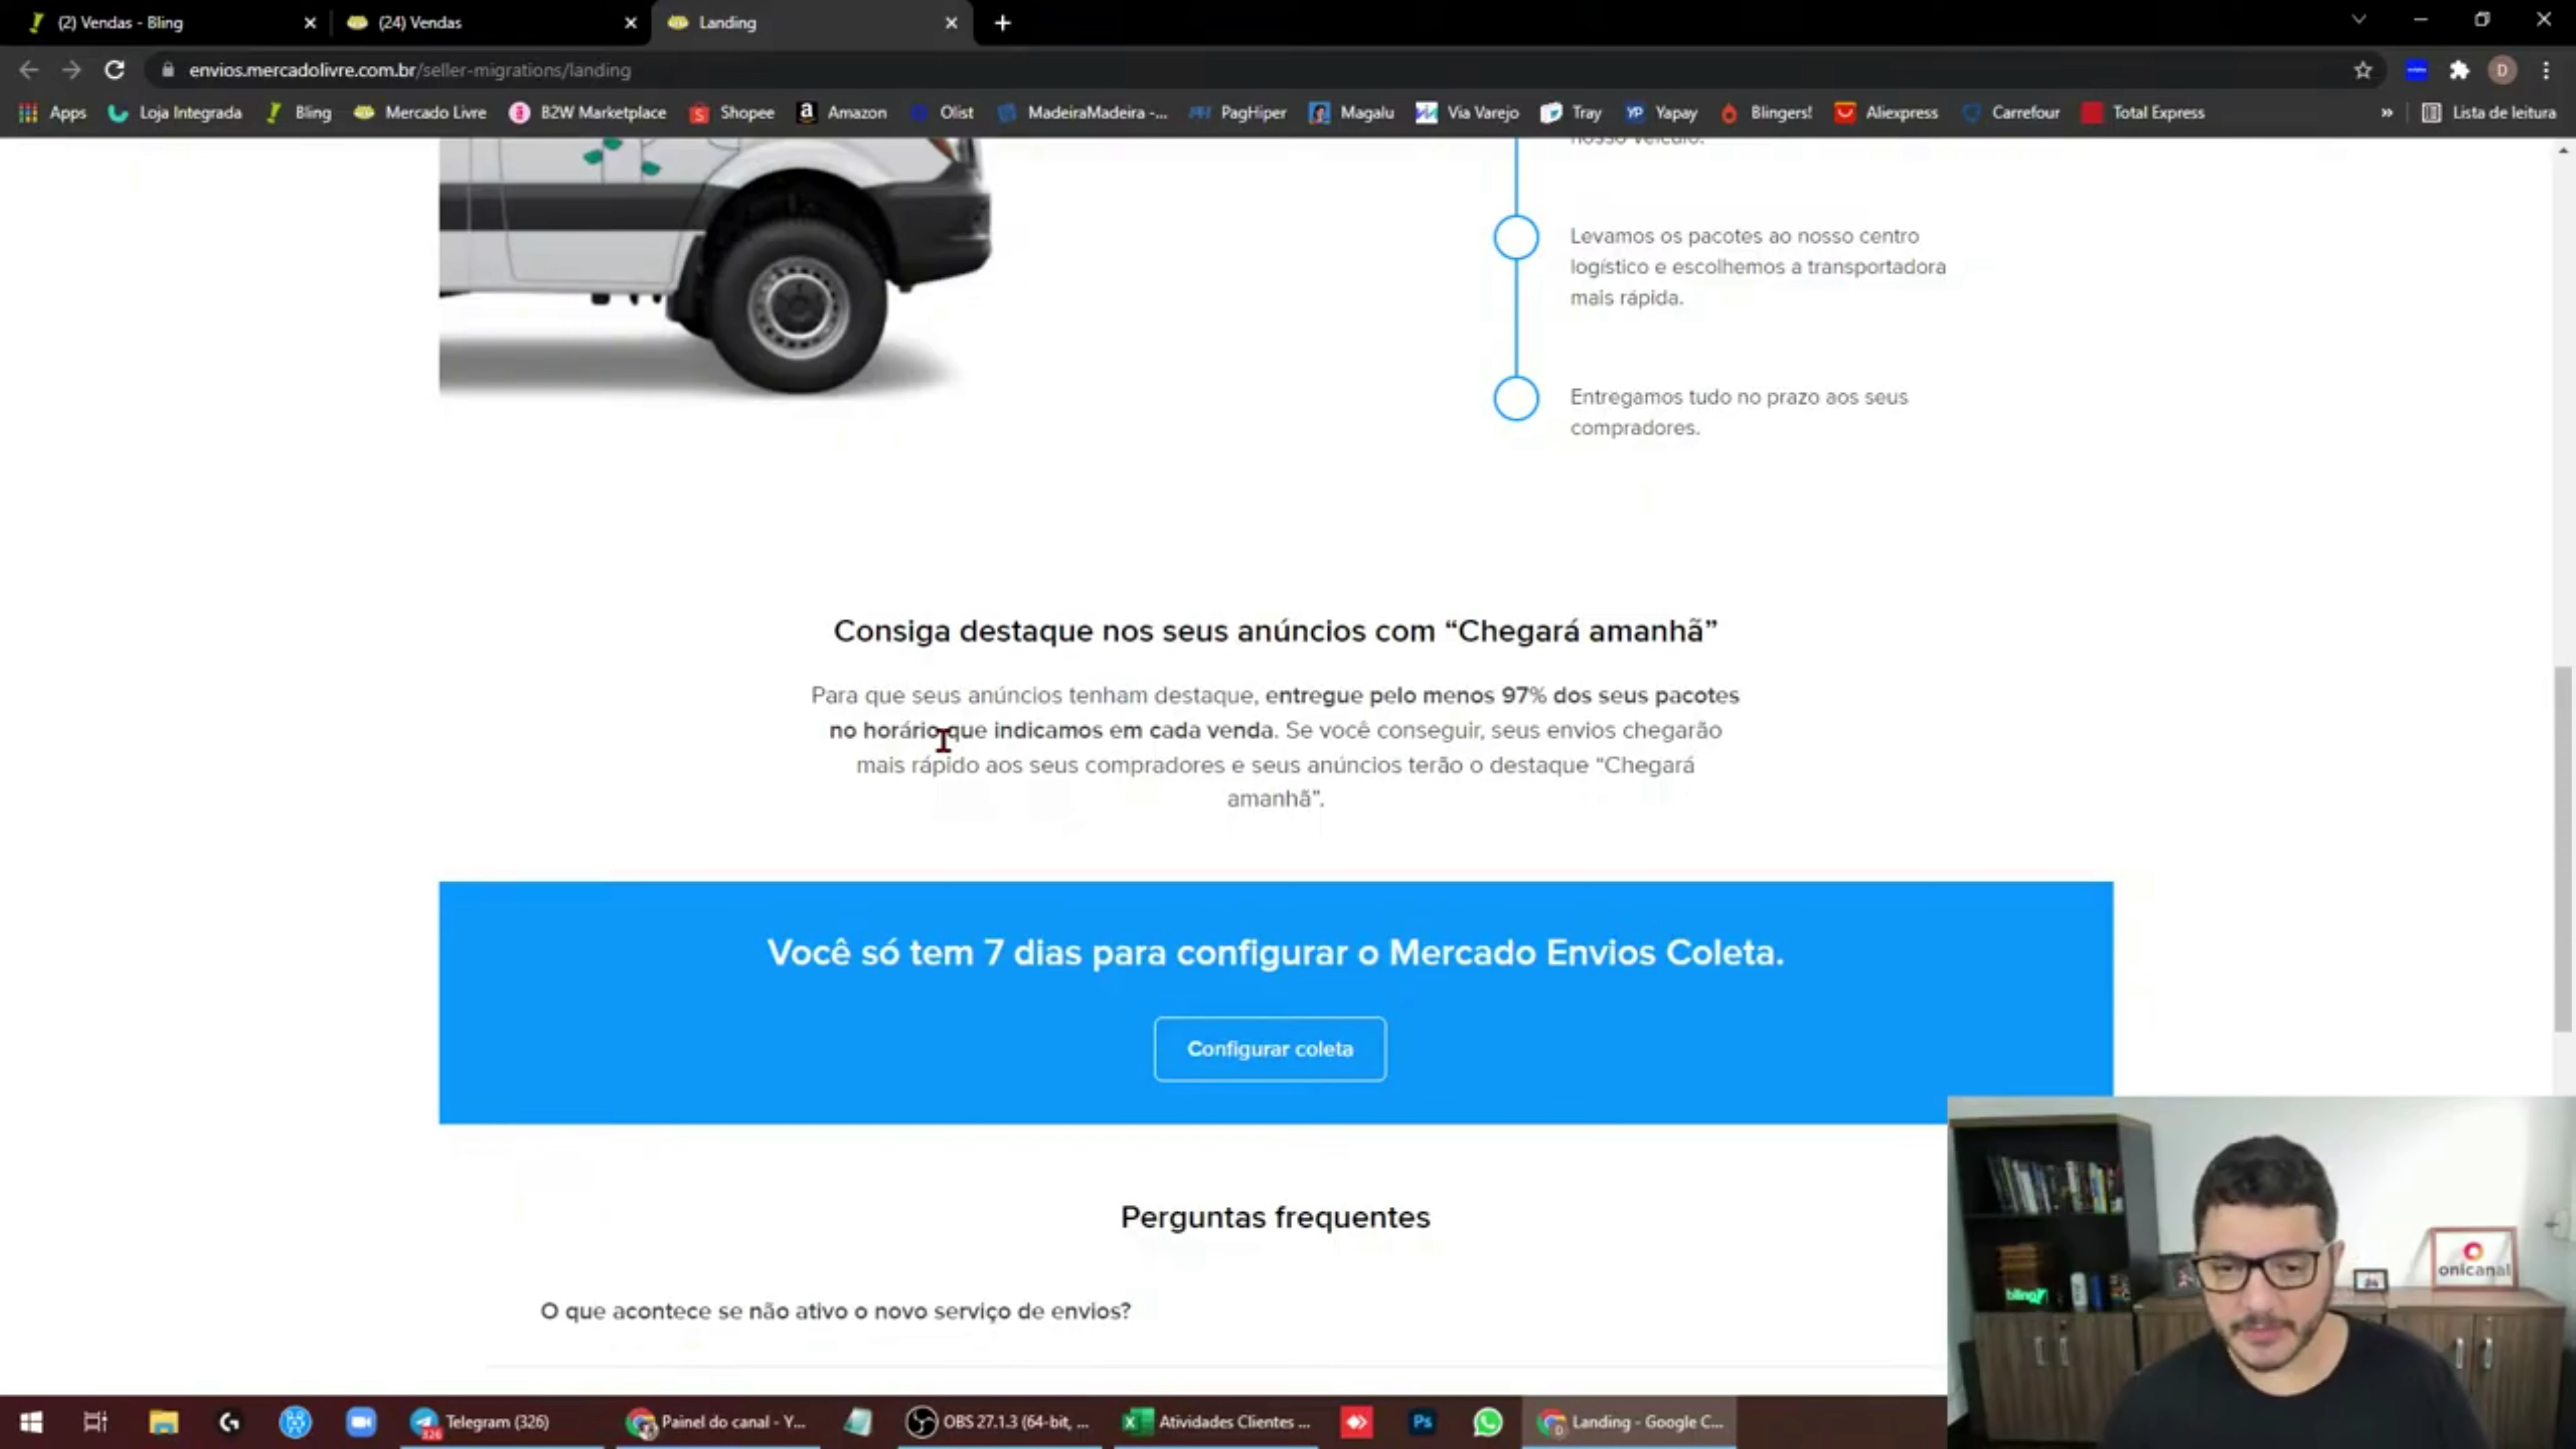 (2) Vendas - Bling
(24) Vendas
Landing
envios.mercadolivre.com.br/seller-migrations/landing
D
Apps
Loja Integrada
Bling
Mercado Livre
B2W Marketplace
Shopee
Amazon
Olist
MadeiraMadeira -...
PagHiper
Magalu
Via Varejo
Tray
YP Yapay
Blingers!
Aliexpress
Carrefour
Total Express
»
Lista de leitura
nosso veículo.
Levamos os pacotes ao nosso centro
logístico e escolhemos a transportadora
mais rápida.
Entregamos tudo no prazo aos seus
compradores.
Consiga destaque nos seus anúncios com “Chegará amanhã”
Para que seus anúncios tenham destaque, entregue pelo menos 97% dos seus pacotes
no horário que indicamos em cada venda. Se você conseguir, seus envios chegarão
mais rápido aos seus compradores e seus anúncios terão o destaque “Chegará
amanhã”.
Você só tem 7 dias para configurar o Mercado Envios Coleta.
Configurar coleta
Perguntas frequentes
O que acontece se não ativo o novo serviço de envios?
onicanal
bling!
Telegram (326)
326
Painel do canal - Y...
OBS 27.1.3 (64-bit, ...
Atividades Clientes ...
Ps
Landing - Google C...